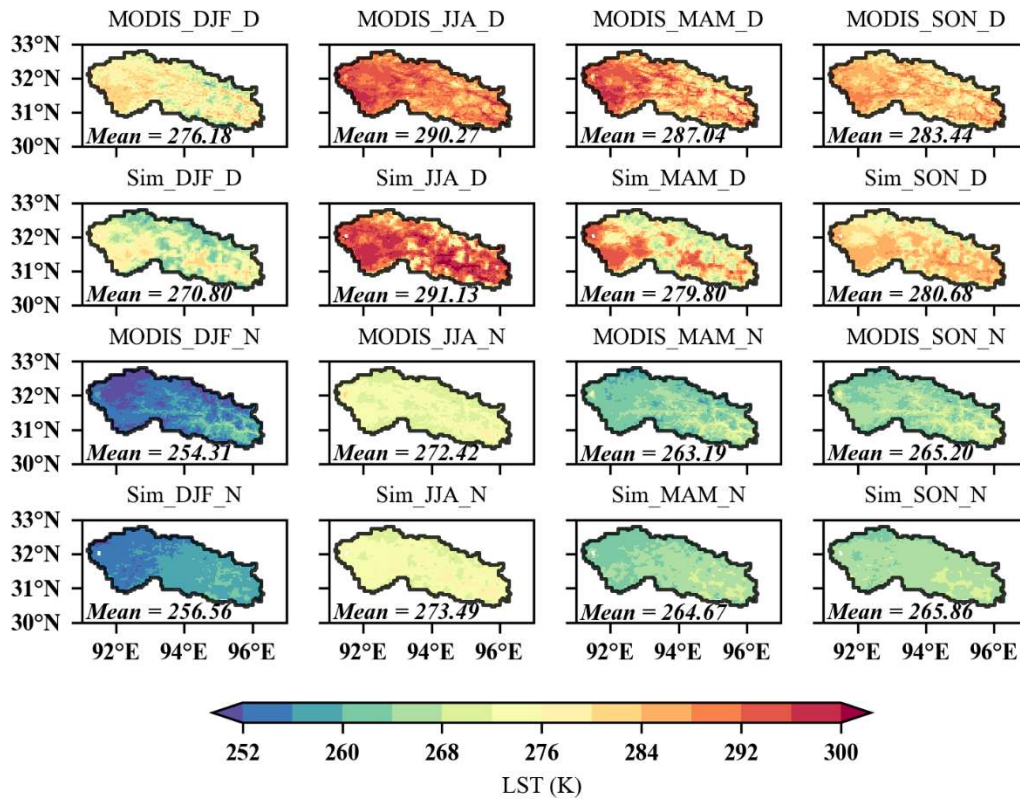 MODIS_DJF_D MODIS_JJA_D MODIS_MAM_D MODIS_SON_D
33°N
32°N
31°N
30°N
Mean = 276.18 Mean = 290.27 Mean = 287.04 Mean = 283.44
Sim_DJF_D Sim_JJA_D Sim_MAM_D Sim_SON_D
33°N
32°N
31°N
30°N
Mean = 270.80 Mean = 291.13 Mean = 279.80 Mean = 280.68
MODIS_DJF_N MODIS_JJA_N MODIS_MAM_N MODIS_SON_N
33°N
32°N
31°N
30°N
Mean = 254.31 Mean = 272.42 Mean = 263.19 Mean = 265.20
Sim_DJF_N Sim_JJA_N Sim_MAM_N Sim_SON_N
33°N
32°N
31°N
30°N
Mean = 256.56 Mean = 273.49 Mean = 264.67 Mean = 265.86
92°E 94°E 96°E 92°E 94°E 96°E 92°E 94°E 96°E 92°E 94°E 96°E
252 260 268 276 284 292 300
LST (K)